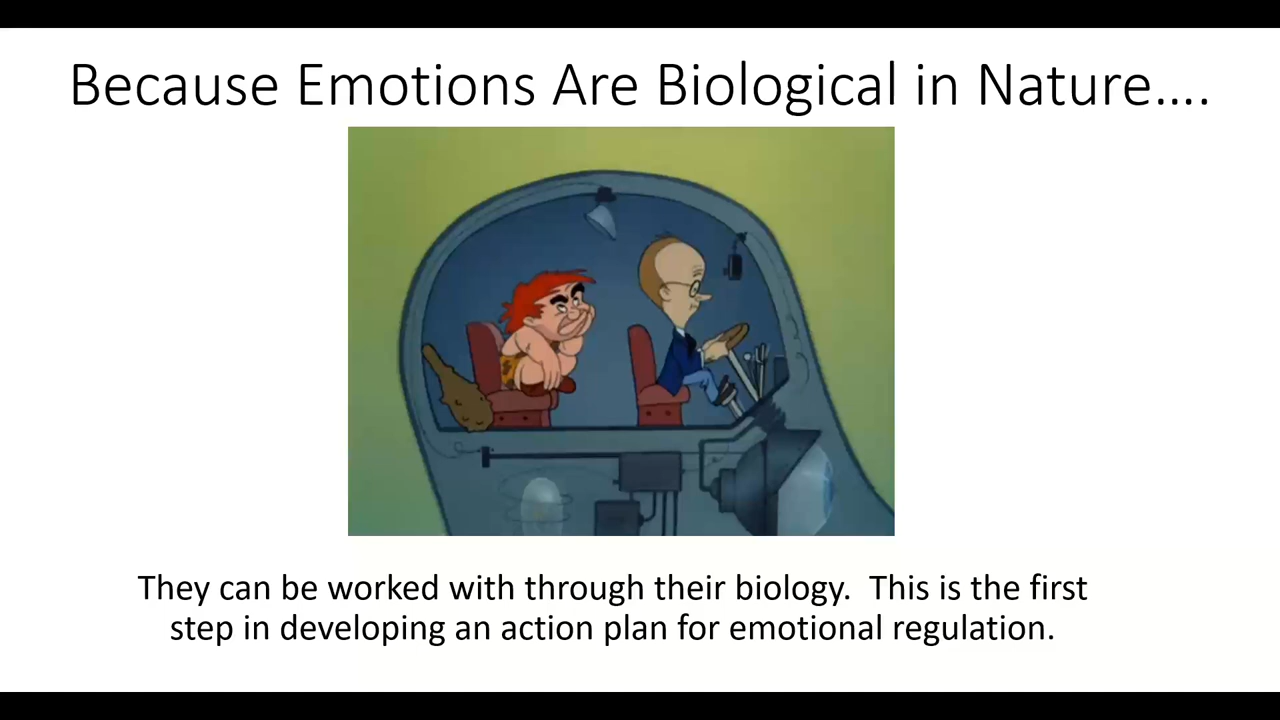 Because Emotions Are Biological in Nature....
They can be worked with through their biology.  This is the first
step in developing an action plan for emotional regulation.